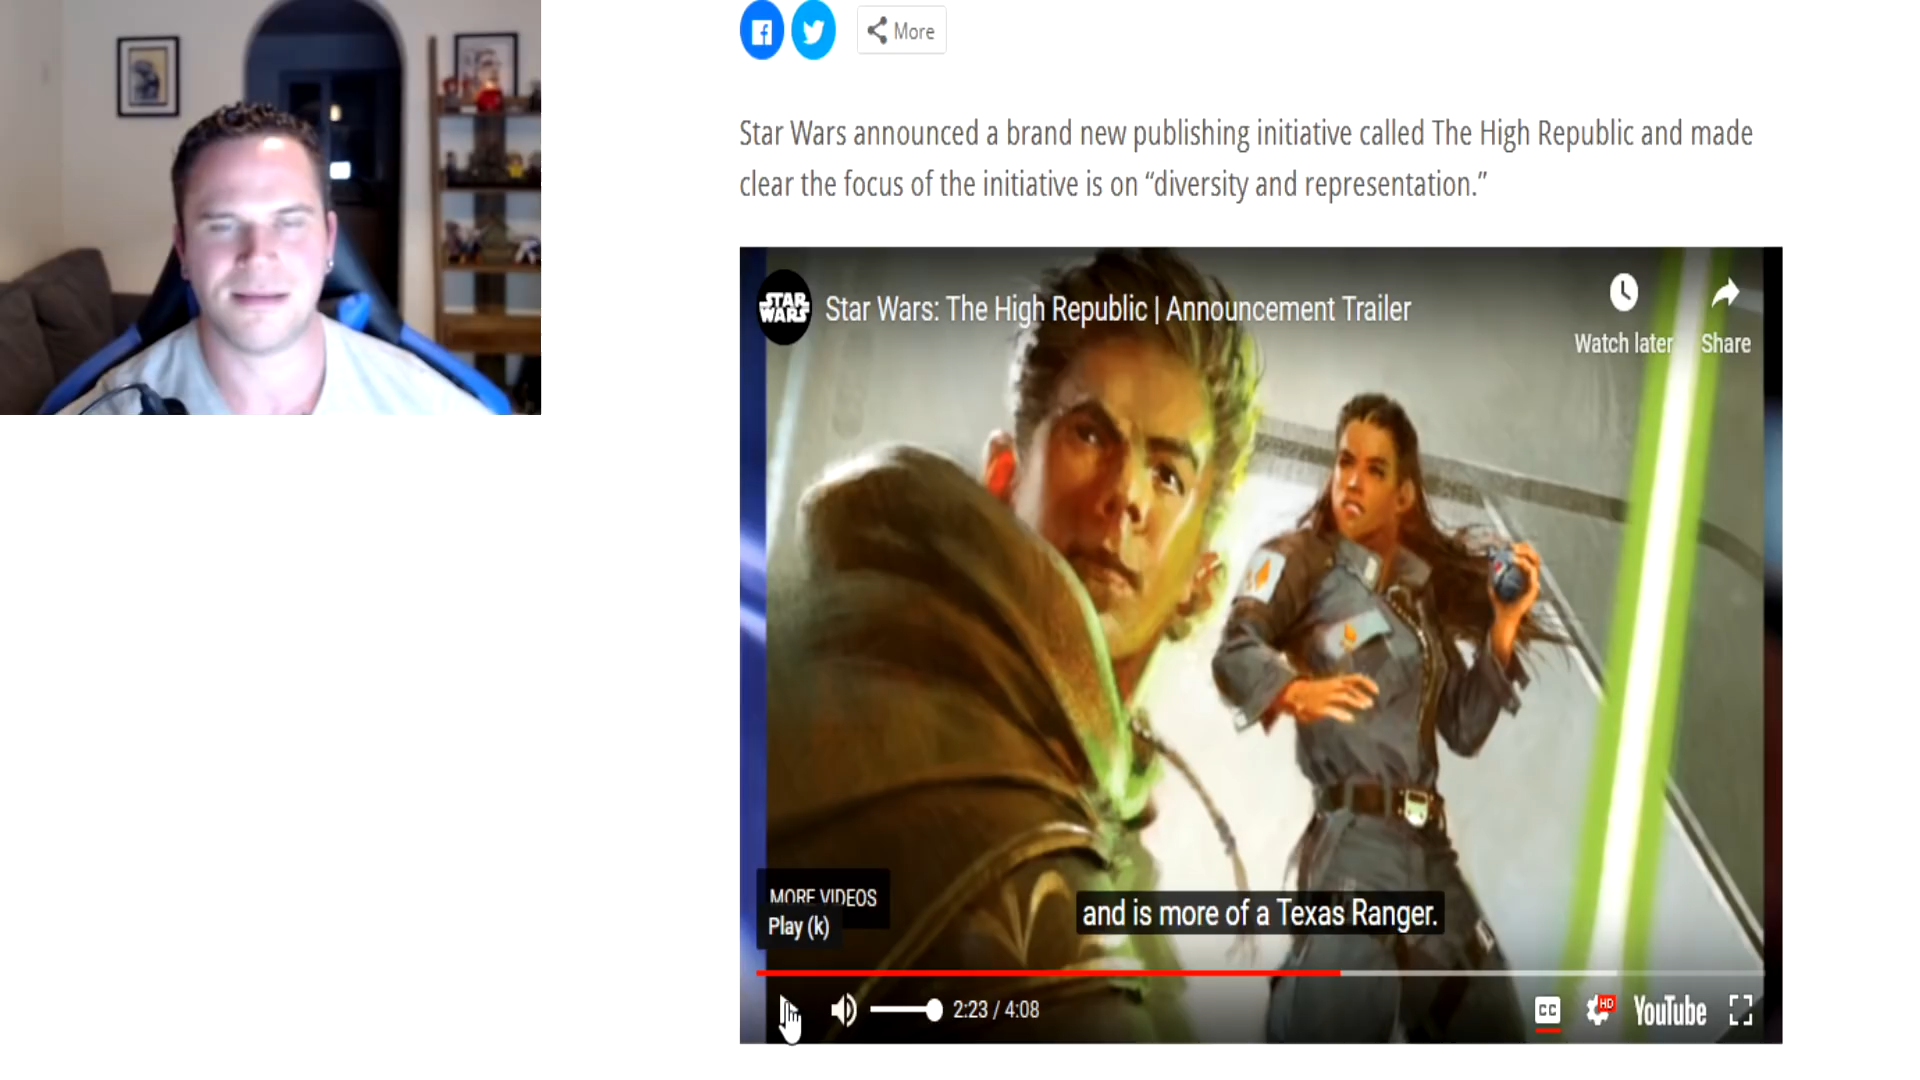 More
Star Wars announced a brand new publishing initiative called The High Republic and made
clear the focus of the initiative is on “diversity and representation.”
STAR
WARS
Star Wars: The High Republic | Announcement Trailer
Watch later
Share
MORE VIDEOS
Play (k)
and is more of a Texas Ranger.
2:23 / 4:08
CC
HD
YouTube